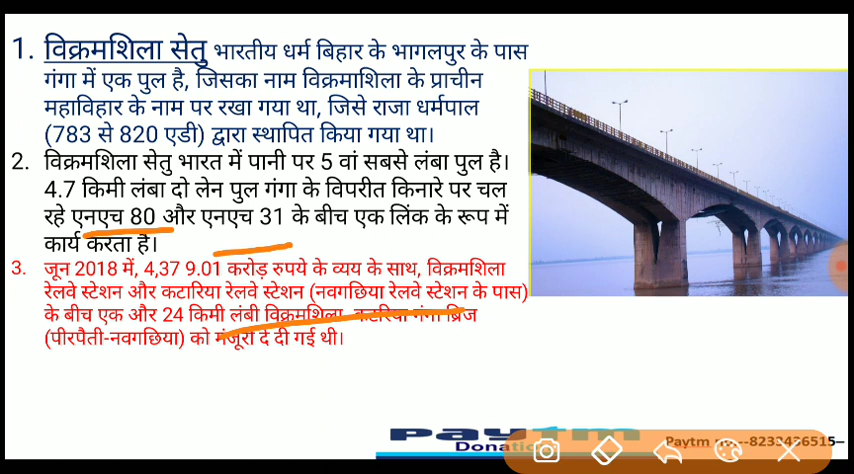 1. विक्रमशिला सेतु भारतीय धर्म बिहार के भागलपुर के पास
गंगा में एक पुल है, जिसका नाम विक्रमाशिला के प्राचीन
महाविहार के नाम पर रखा गया था, जिसे राजा धर्मपाल
(783 से 820 एडी) द्वारा स्थापित किया गया था।
2. विक्रमशिला सेतु भारत में पानी पर 5 वां सबसे लंबा पुल है।
4.7 किमी लंबा दो लेन पुल गंगा के विपरीत किनारे पर चल
रहे एनएच 80 और एनएच 31 के बीच एक लिंक के रूप में
कार्य करता है।
3. जून 2018 में, 4,37 9.01 करोड़ रुपये के व्यय के साथ, विक्रमशिला
रेलवे स्टेशन और कटारिया रेलवे स्टेशन (नवगछिया रेलवे स्टेशन के पास)
के बीच एक और 24 किमी लंबी विक्रमशिला- कटरिया गंगा ब्रिज
(पीरपैती-नवगछिया) को मंजूरी दे दी गई थी।
Paytm
Paytm